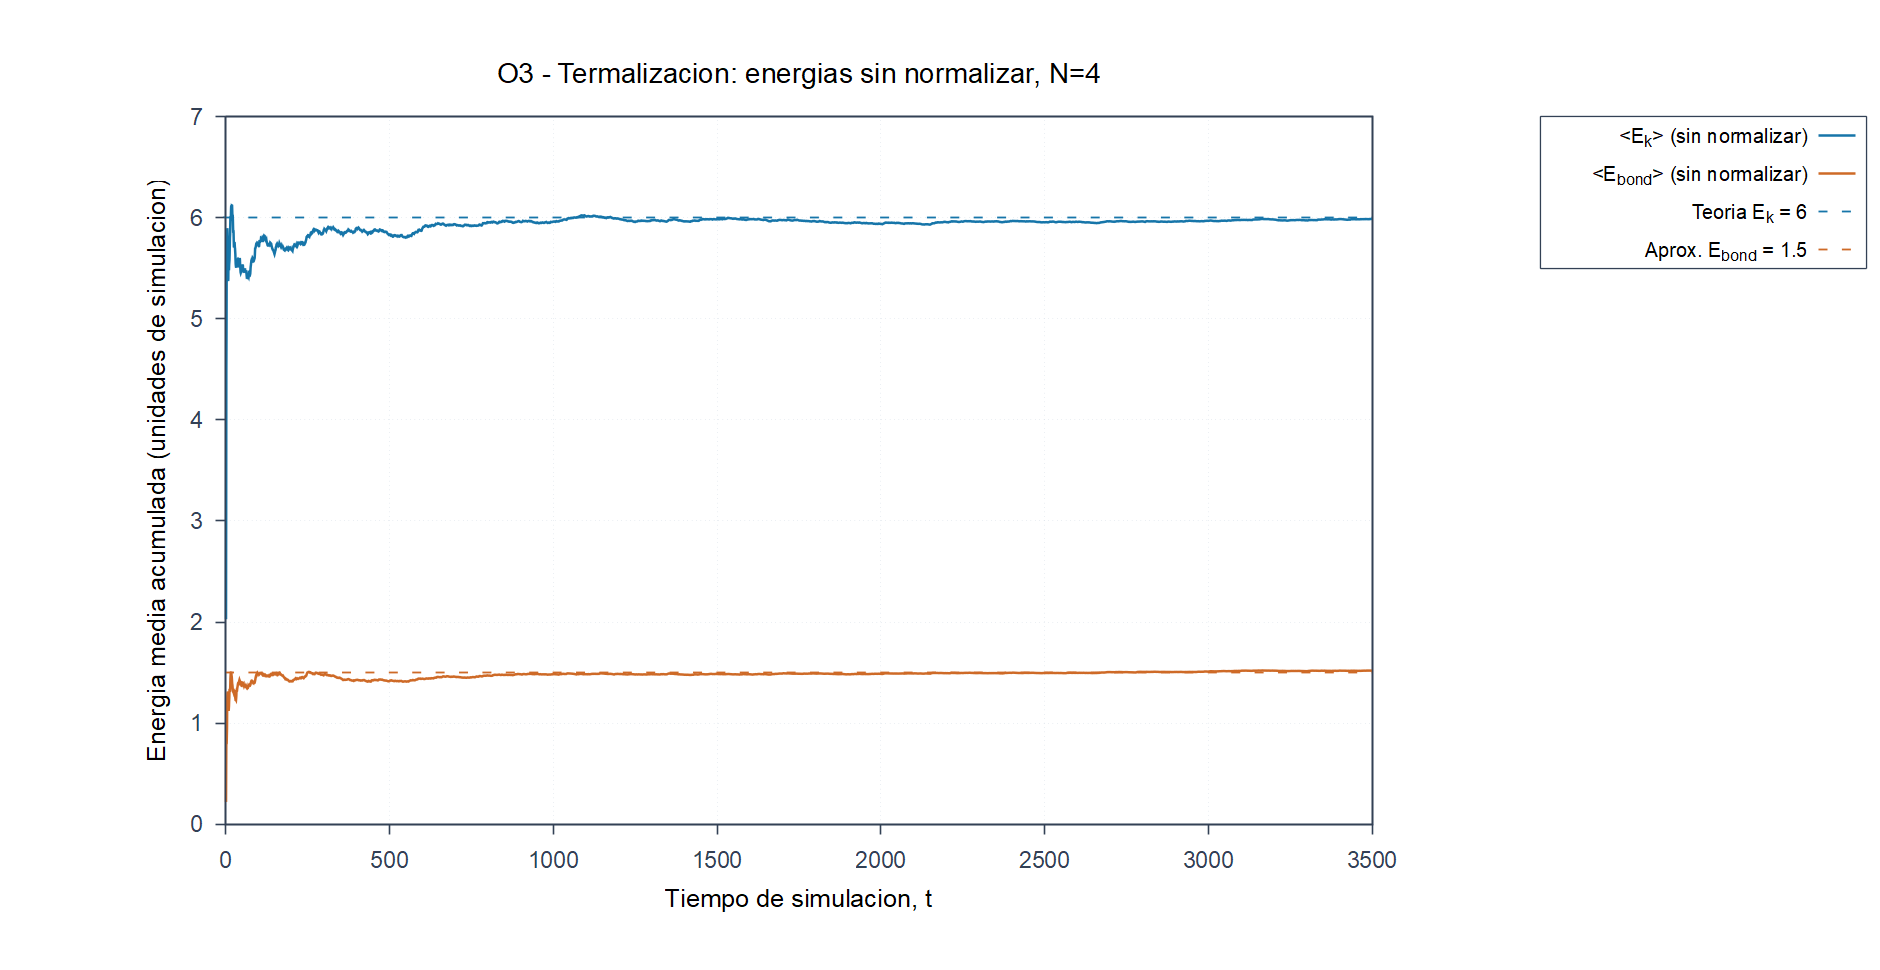 O3 - Termalizacion: energias sin normalizar, N=4
7
6
5
4
3
2
1
0
Energia media acumulada (unidades de simulacion)
0 500 1000 1500 2000 2500 3000 3500
Tiempo de simulacion, t
<Ek> (sin normalizar)
<Ebond> (sin normalizar)
Teoria Ek = 6
Aprox. Ebond = 1.5